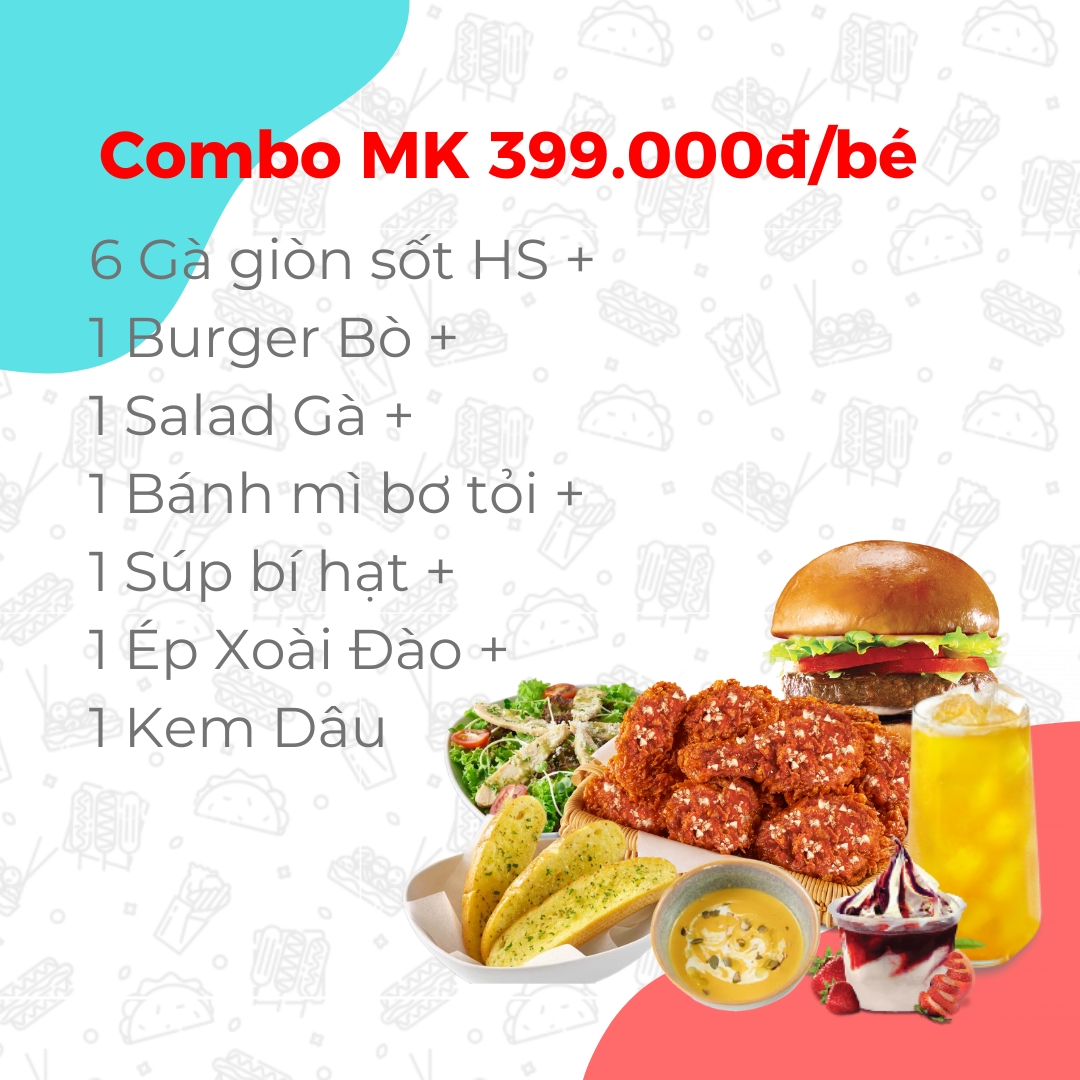 Combo MK 399.000đ/bé
6 Gà giòn sốt HS +
1 Burger Bò +
1 Salad Gà +
1 Bánh mì bơ tỏi +
1 Súp bí hạt +
1 Ép Xoài Đào +
1 Kem Dâu